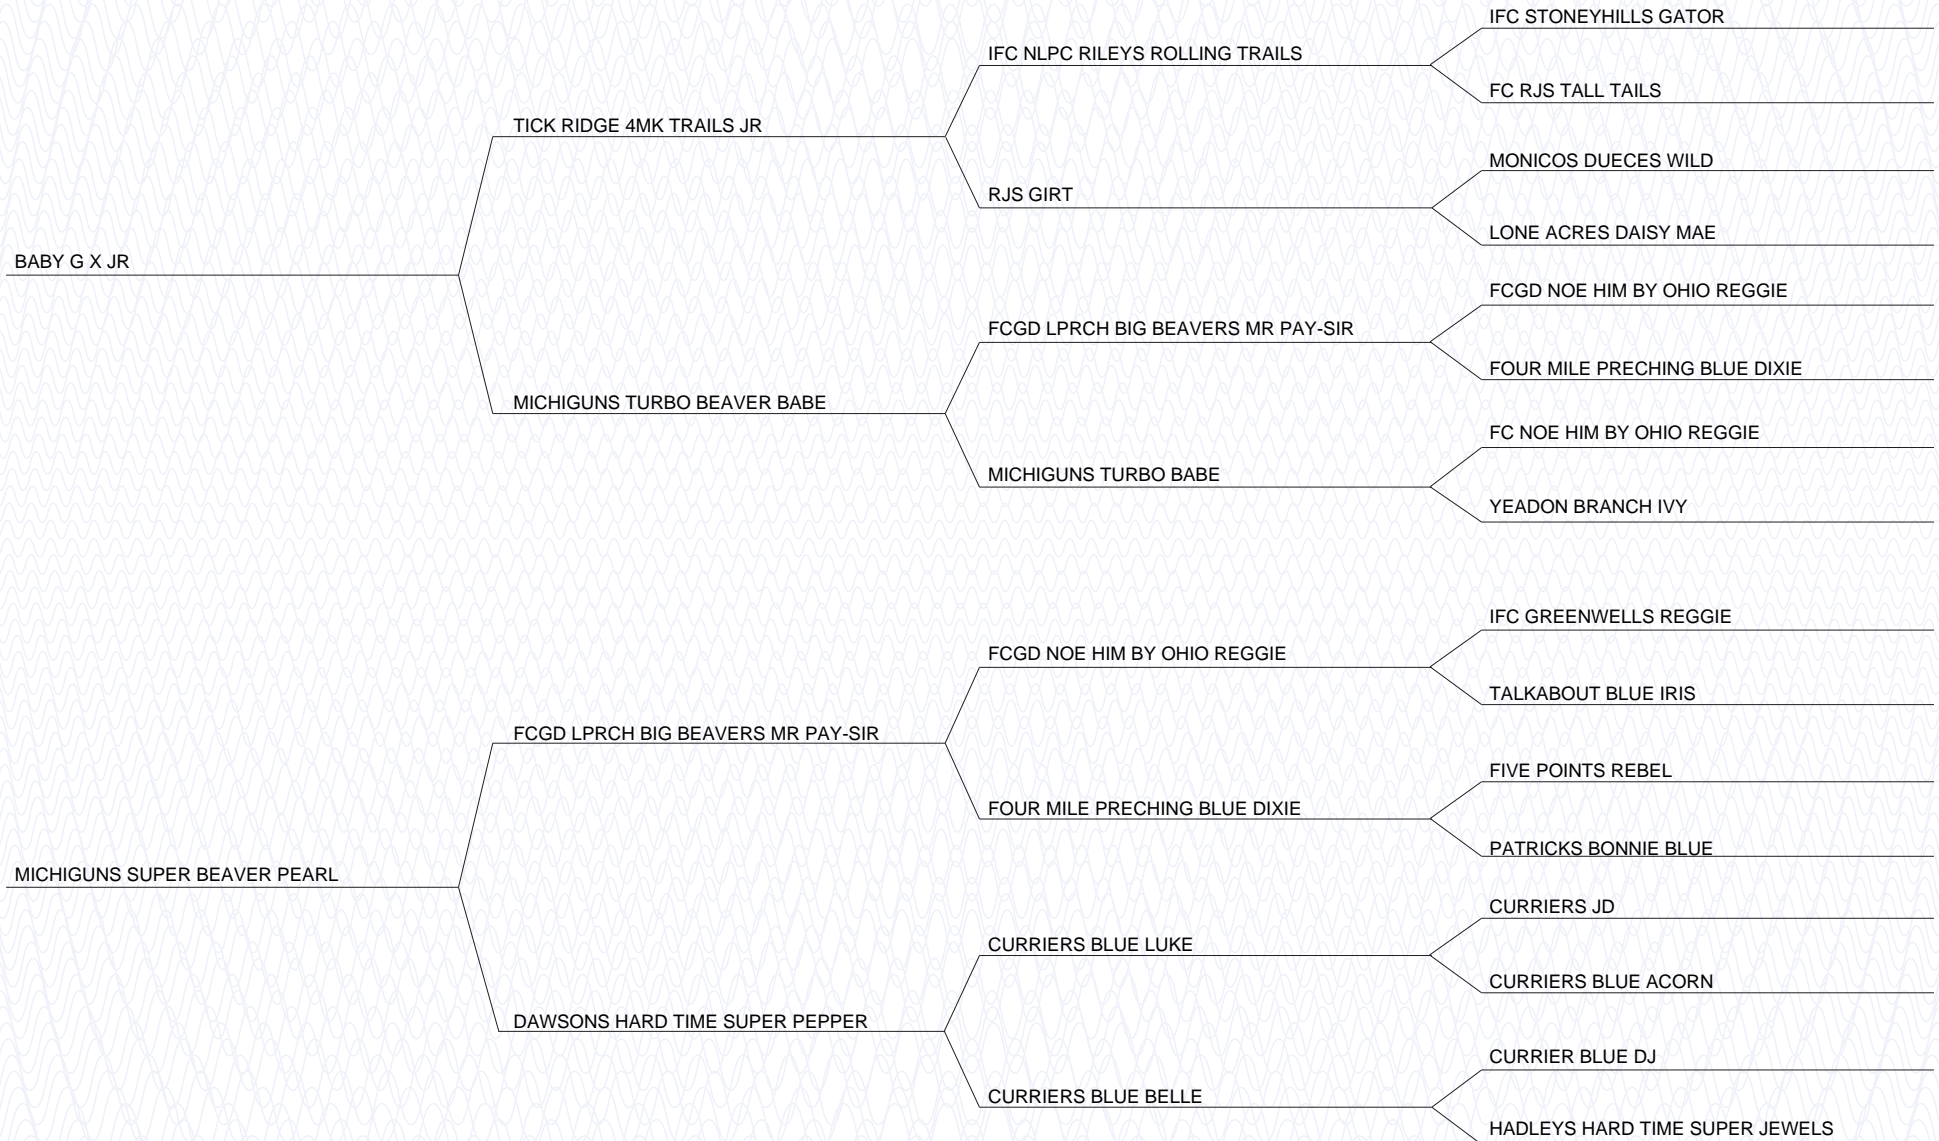 IFC STONEYHILLS GATOR
IFC NLPC RILEYS ROLLING TRAILS
FC RJS TALL TAILS
TICK RIDGE 4MK TRAILS JR
MONICOS DUECES WILD
RJS GIRT
LONE ACRES DAISY MAE
BABY G X JR
FCGD NOE HIM BY OHIO REGGIE
FCGD LPRCH BIG BEAVERS MR PAY-SIR
FOUR MILE PRECHING BLUE DIXIE
MICHIGUNS TURBO BEAVER BABE
FC NOE HIM BY OHIO REGGIE
MICHIGUNS TURBO BABE
YEADON BRANCH IVY
IFC GREENWELLS REGGIE
FCGD NOE HIM BY OHIO REGGIE
TALKABOUT BLUE IRIS
FCGD LPRCH BIG BEAVERS MR PAY-SIR
FIVE POINTS REBEL
FOUR MILE PRECHING BLUE DIXIE
PATRICKS BONNIE BLUE
MICHIGUNS SUPER BEAVER PEARL
CURRIERS JD
CURRIERS BLUE LUKE
CURRIERS BLUE ACORN
DAWSONS HARD TIME SUPER PEPPER
CURRIER BLUE DJ
CURRIERS BLUE BELLE
HADLEYS HARD TIME SUPER JEWELS